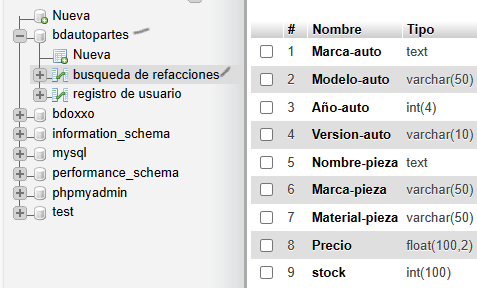 Nueva
bdautopartes
Nueva
busqueda de refacciones
registro de usuario
bdoxxo
information_schema
mysql
performance_schema
phpmyadmin
test
# Nombre Tipo
1 Marca-auto text
2 Modelo-auto varchar(50)
3 Año-auto int(4)
4 Version-auto varchar(10)
5 Nombre-pieza text
6 Marca-pieza varchar(50)
7 Material-pieza varchar(50)
8 Precio float(100,2)
9 stock int(100)